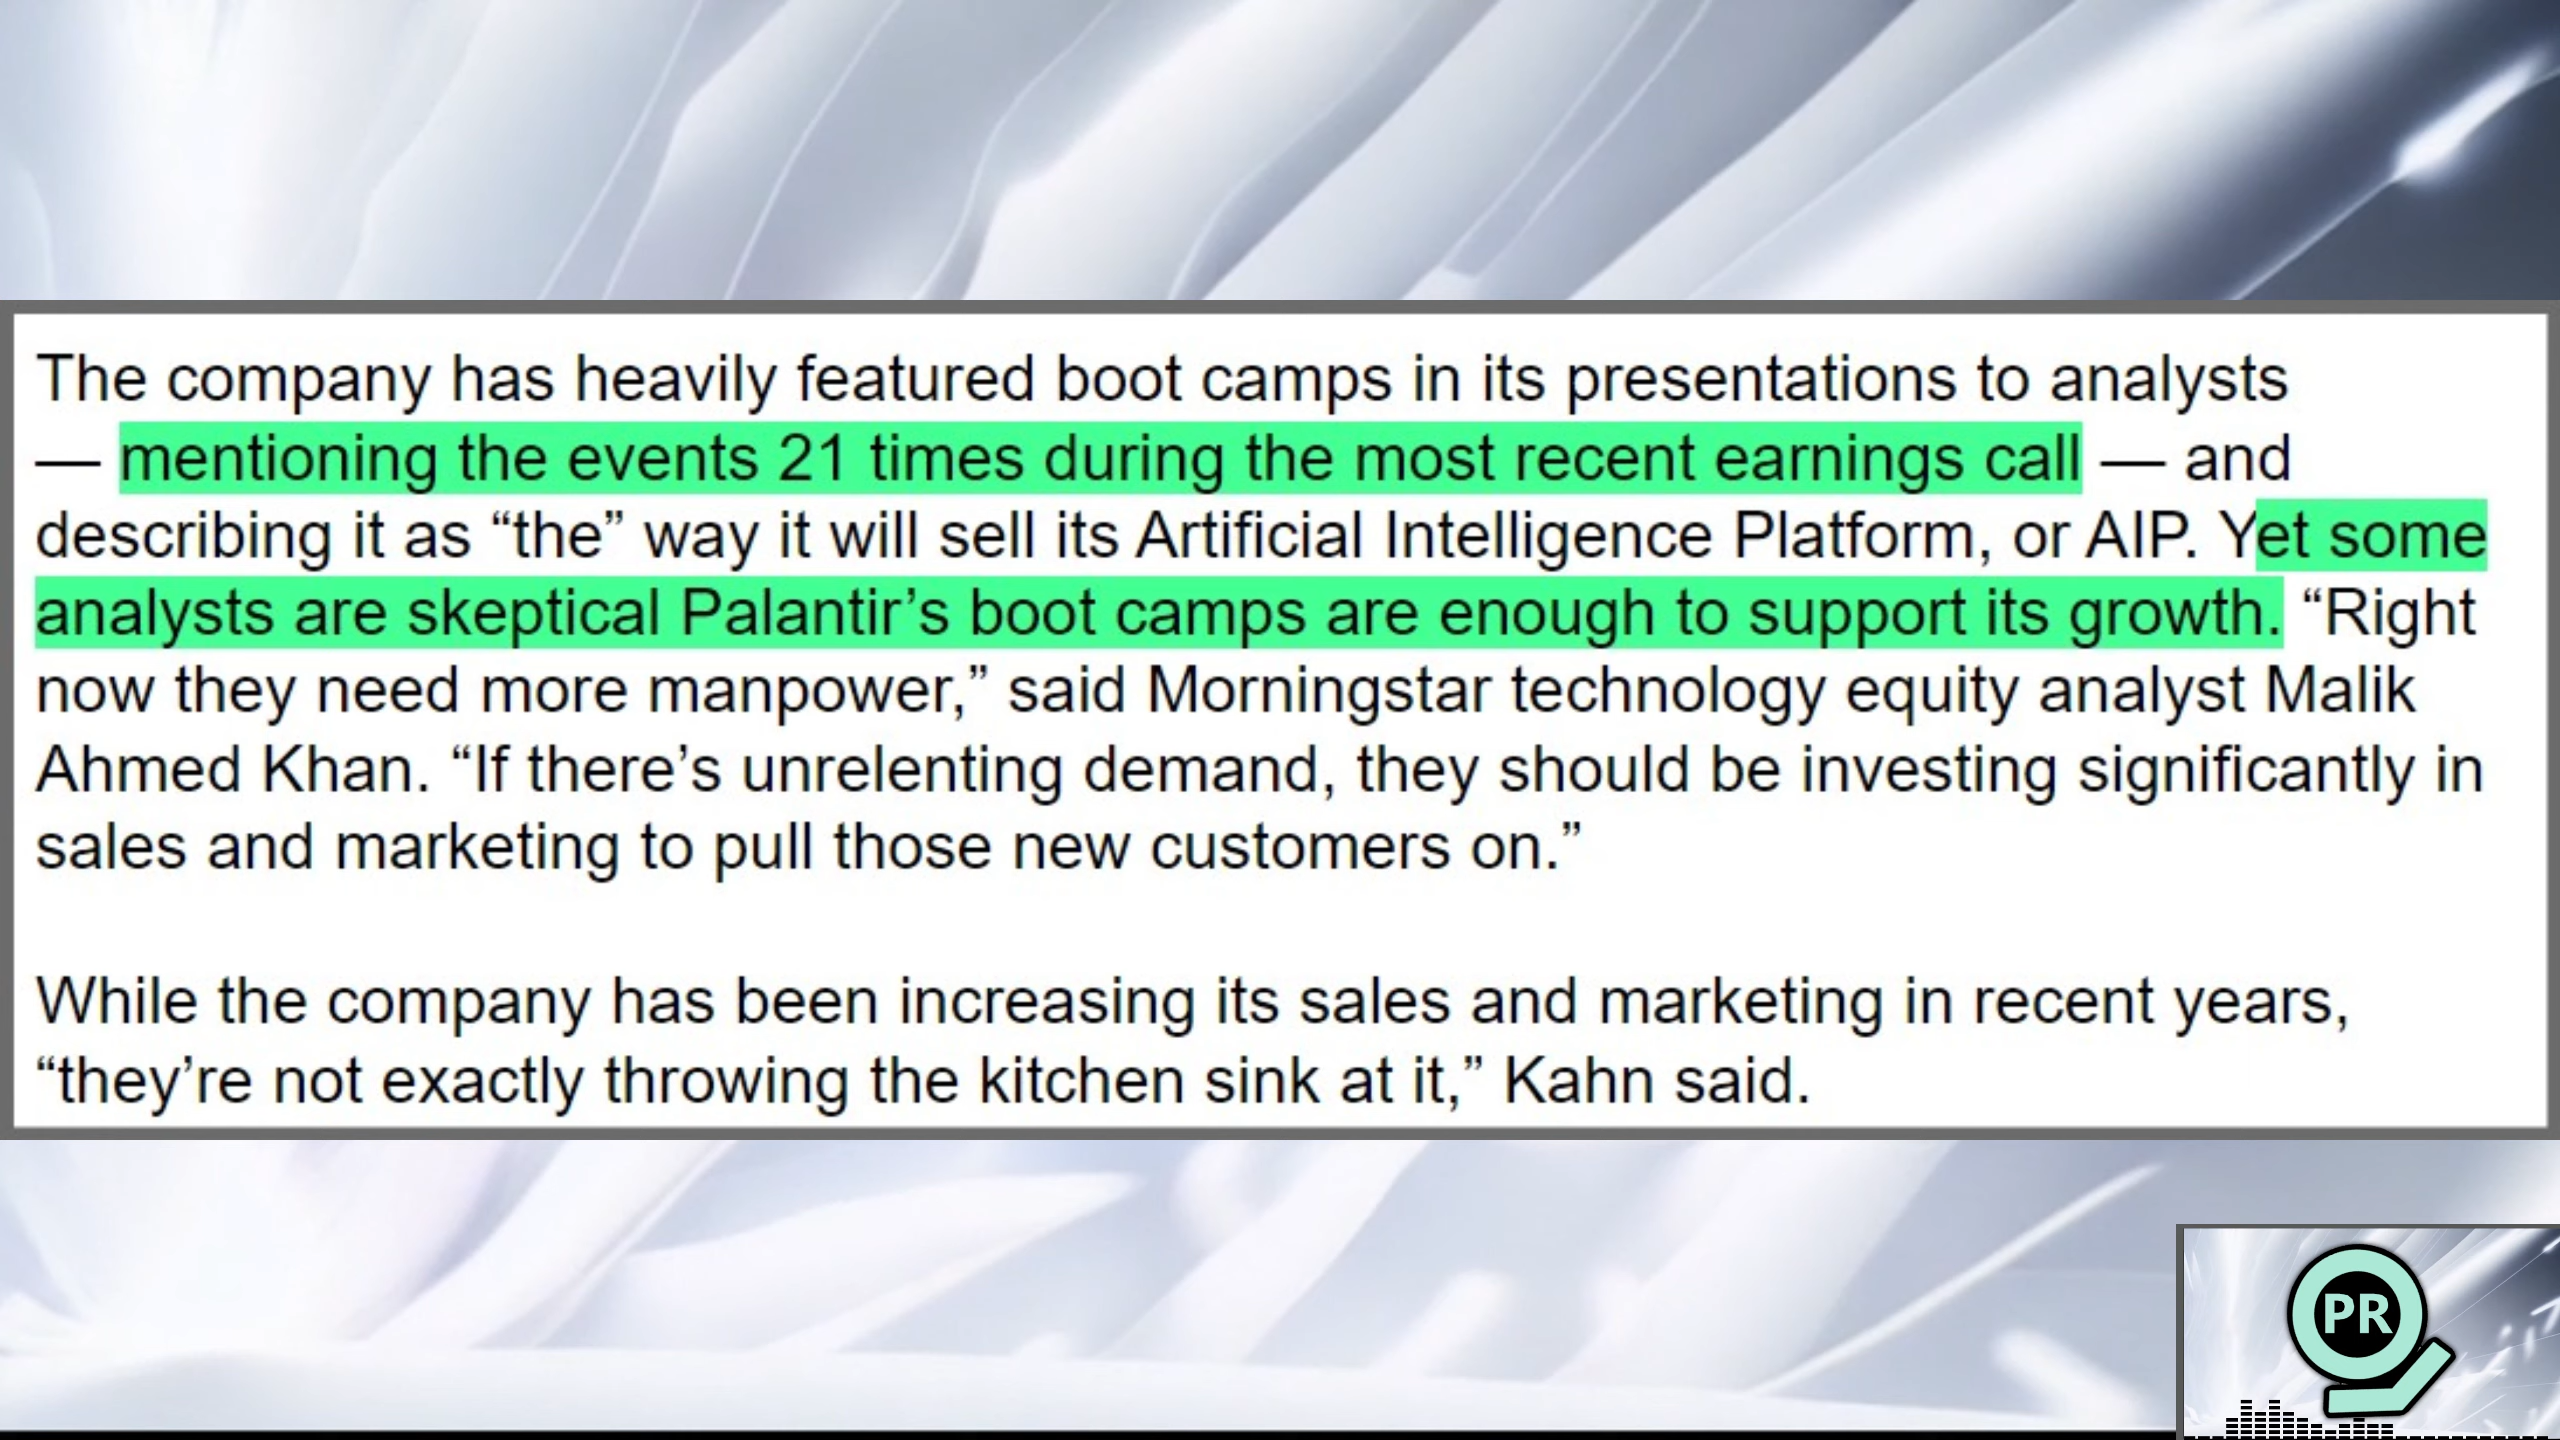 The company has heavily featured boot camps in its presentations to analysts
— mentioning the events 21 times during the most recent earnings call — and
describing it as “the” way it will sell its Artificial Intelligence Platform, or AIP. Yet some
analysts are skeptical Palantir’s boot camps are enough to support its growth. “Right
now they need more manpower,” said Morningstar technology equity analyst Malik
Ahmed Khan. “If there’s unrelenting demand, they should be investing significantly in
sales and marketing to pull those new customers on.”
While the company has been increasing its sales and marketing in recent years,
“they’re not exactly throwing the kitchen sink at it,” Kahn said.
PR